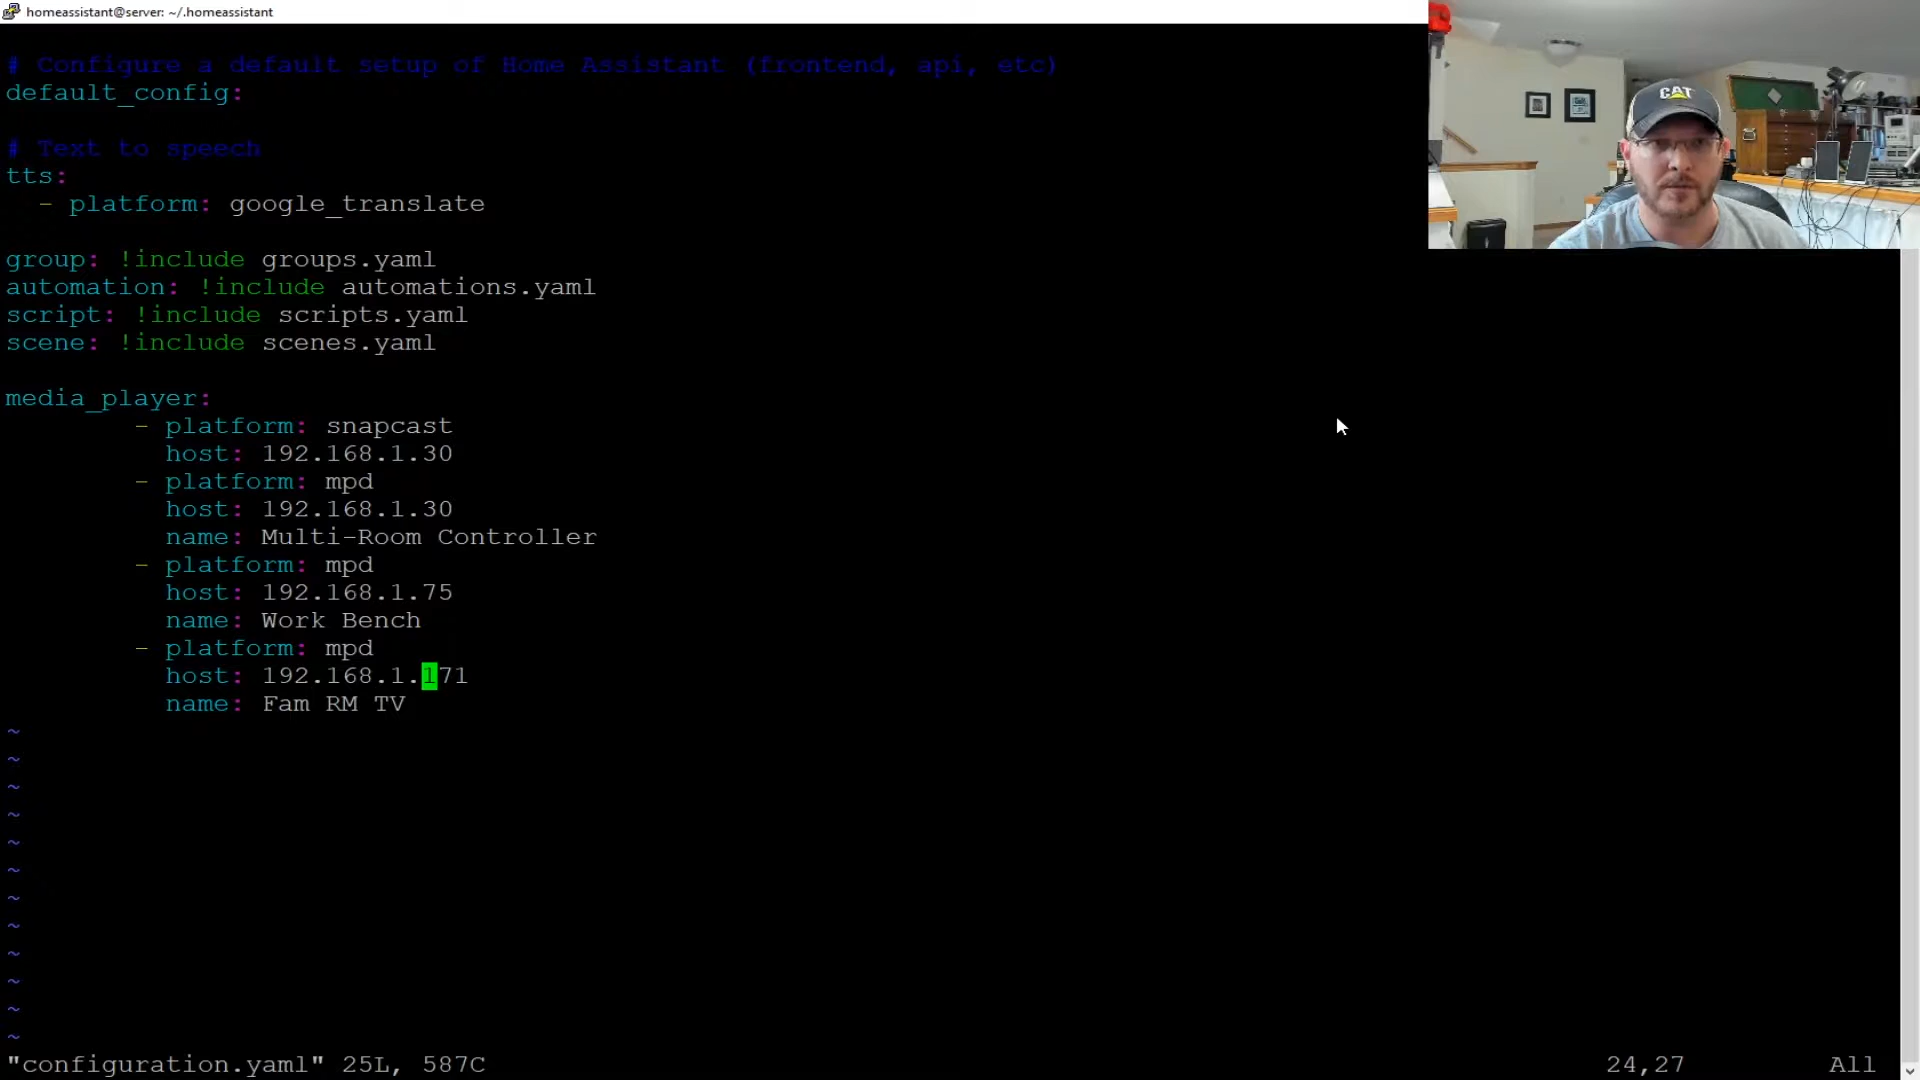 homeassistant@server: ~/.homeassistant
# Configure a default setup of Home Assistant (frontend, api, etc)
default_config:
# Text to speech
tts:
  - platform: google_translate
group: !include groups.yaml
automation: !include automations.yaml
script: !include scripts.yaml
scene: !include scenes.yaml
media_player:
        - platform: snapcast
          host: 192.168.1.30
        - platform: mpd
          host: 192.168.1.30
          name: Multi-Room Controller
        - platform: mpd
          host: 192.168.1.75
          name: Work Bench
        - platform: mpd
          host: 192.168.1.171
          name: Fam RM TV
~
~
~
~
~
~
~
~
~
~
~
~
"configuration.yaml" 25L, 587C 24,27 All
CAT